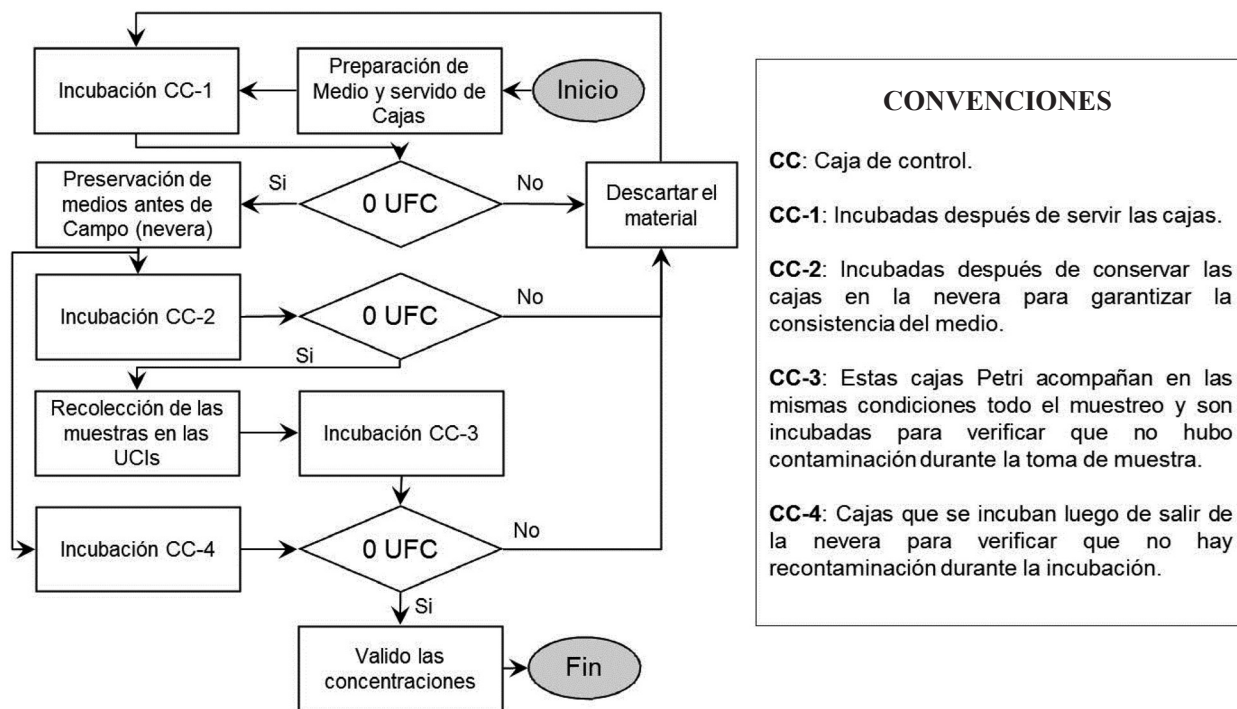 Incubación CC-1
Preparación de
Medio y servido de
Cajas
Inicio
Preservación de
medios antes de
Campo (nevera)
Si
0 UFC
No
Descartar el
material
Incubación CC-2
0 UFC
No
Si
Recolección de las
muestras en las
UCIs
Incubación CC-3
Incubación CC-4
0 UFC
No
Si
Valido las
concentraciones
Fin
CONVENCIONES
CC: Caja de control.
CC-1: Incubadas después de servir las cajas.
CC-2: Incubadas después de conservar las
cajas en la nevera para garantizar la
consistencia del medio.
CC-3: Estas cajas Petri acompañan en las
mismas condiciones todo el muestreo y son
incubadas para verificar que no hubo
contaminación durante la toma de muestra.
CC-4: Cajas que se incuban luego de salir de
la nevera para verificar que no hay
recontaminación durante la incubación.